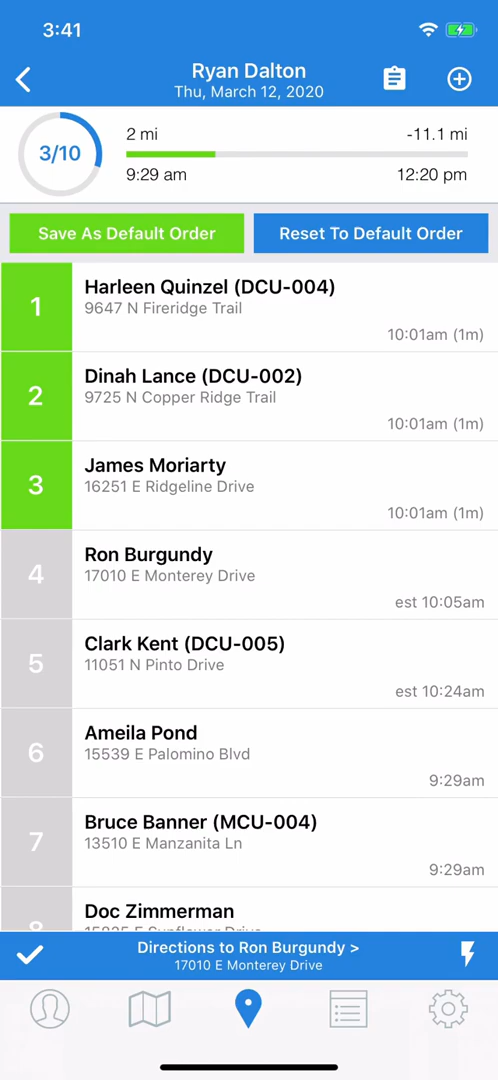 3:41
Ryan Dalton
Thu, March 12, 2020
3/10
2 mi
-11.1 mi
9:29 am
12:20 pm
Save As Default Order
Reset To Default Order
1
Harleen Quinzel (DCU-004)
9647 N Fireridge Trail
10:01am (1m)
2
Dinah Lance (DCU-002)
9725 N Copper Ridge Trail
10:01am (1m)
3
James Moriarty
16251 E Ridgeline Drive
10:01am (1m)
4
Ron Burgundy
17010 E Monterey Drive
est 10:05am
5
Clark Kent (DCU-005)
11051 N Pinto Drive
est 10:24am
6
Ameila Pond
15539 E Palomino Blvd
9:29am
7
Bruce Banner (MCU-004)
13510 E Manzanita Ln
9:29am
8
Doc Zimmerman
E Sunflower Drive
Directions to Ron Burgundy >
17010 E Monterey Drive